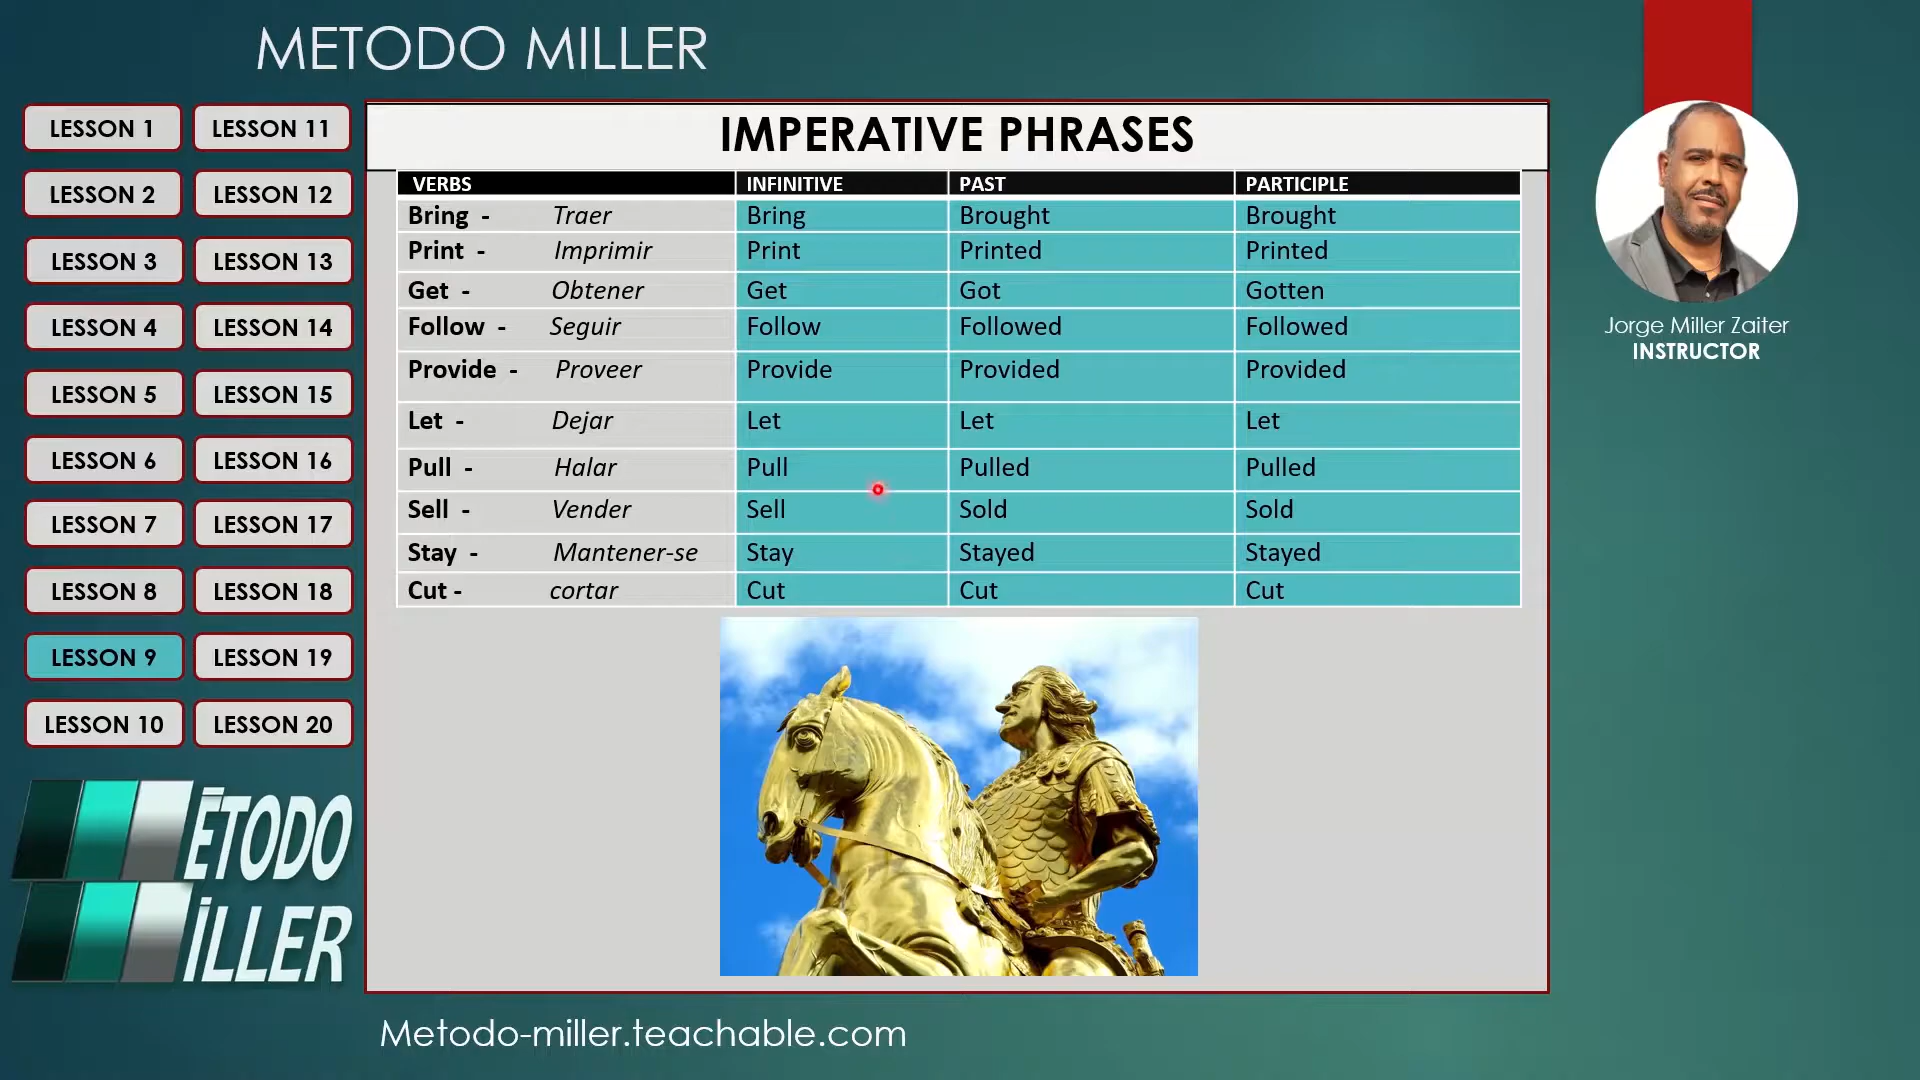 METODO MILLER
LESSON 1 LESSON 11
LESSON 2 LESSON 12
LESSON 3 LESSON 13
LESSON 4 LESSON 14
LESSON 5 LESSON 15
LESSON 6 LESSON 16
LESSON 7 LESSON 17
LESSON 8 LESSON 18
LESSON 9 LESSON 19
LESSON 10 LESSON 20
ĒTODO
İLLER
IMPERATIVE PHRASES
VERBS INFINITIVE PAST PARTICIPLE
Bring - Traer Bring Brought Brought
Print - Imprimir Print Printed Printed
Get - Obtener Get Got Gotten
Follow - Seguir Follow Followed Followed
Provide - Proveer Provide Provided Provided
Let - Dejar Let Let Let
Pull - Halar Pull Pulled Pulled
Sell - Vender Sell Sold Sold
Stay - Mantener-se Stay Stayed Stayed
Cut - cortar Cut Cut Cut
Jorge Miller Zaiter
INSTRUCTOR
Metodo-miller.teachable.com